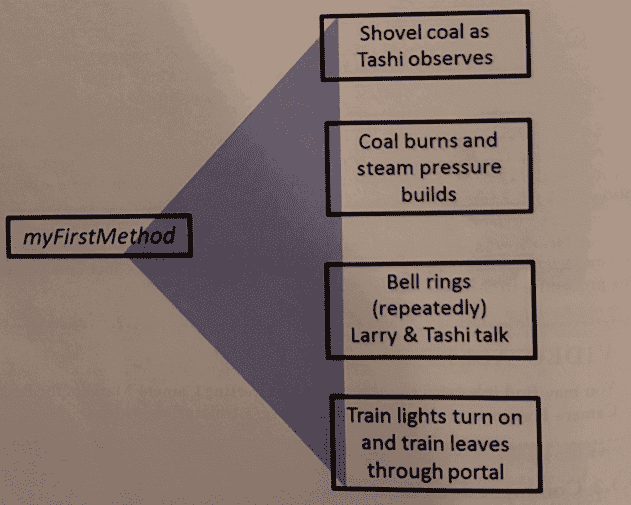 Shovel coal as
Tashi observes
Coal burns and
steam pressure
builds
myFirstMethod
Bell rings
(repeatedly)
Larry & Tashi talk
Train lights turn on
and train leaves
through portal